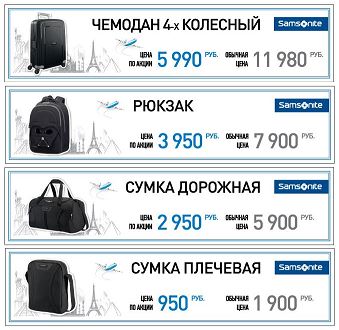 ЧЕМОДАН 4-х КОЛЕСНЫЙ Samsonite
ЦЕНА ПО АКЦИИ 5 990 РУБ. ОБЫЧНАЯ ЦЕНА 11 980 РУБ.
РЮКЗАК Samsonite
ЦЕНА ПО АКЦИИ 3 950 РУБ. ОБЫЧНАЯ ЦЕНА 7 900 РУБ.
СУМКА ДОРОЖНАЯ Samsonite
ЦЕНА ПО АКЦИИ 2 950 РУБ. ОБЫЧНАЯ ЦЕНА 5 900 РУБ.
СУМКА ПЛЕЧЕВАЯ Samsonite
ЦЕНА ПО АКЦИИ 950 РУБ. ОБЫЧНАЯ ЦЕНА 1 900 РУБ.